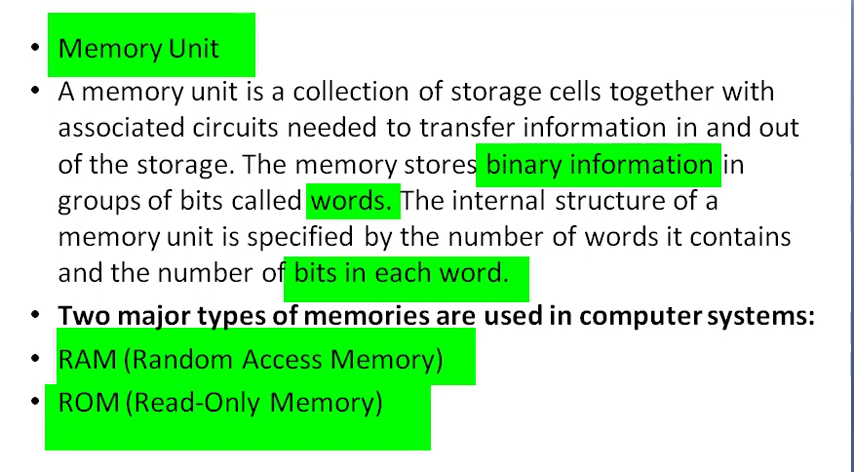 • Memory Unit
• A memory unit is a collection of storage cells together with
associated circuits needed to transfer information in and out
of the storage. The memory stores binary information in
groups of bits called words. The internal structure of a
memory unit is specified by the number of words it contains
and the number of bits in each word.
• Two major types of memories are used in computer systems:
• RAM (Random Access Memory)
• ROM (Read-Only Memory)